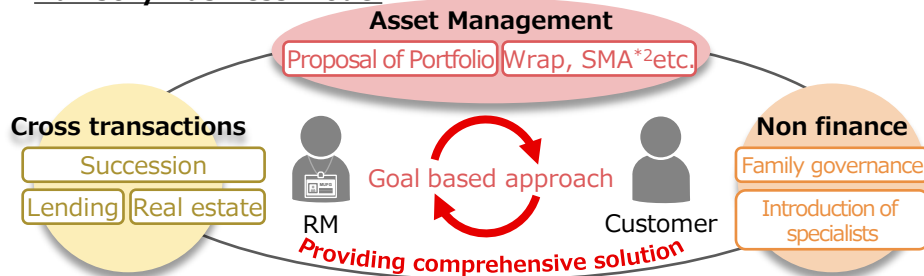 Asset Management
Proposal of Portfolio
Wrap, SMA*2etc.
Cross transactions
Succession
Lending
Real estate
RM
Goal based approach
Customer
Providing comprehensive solution
Non finance
Family governance
Introduction of
specialists